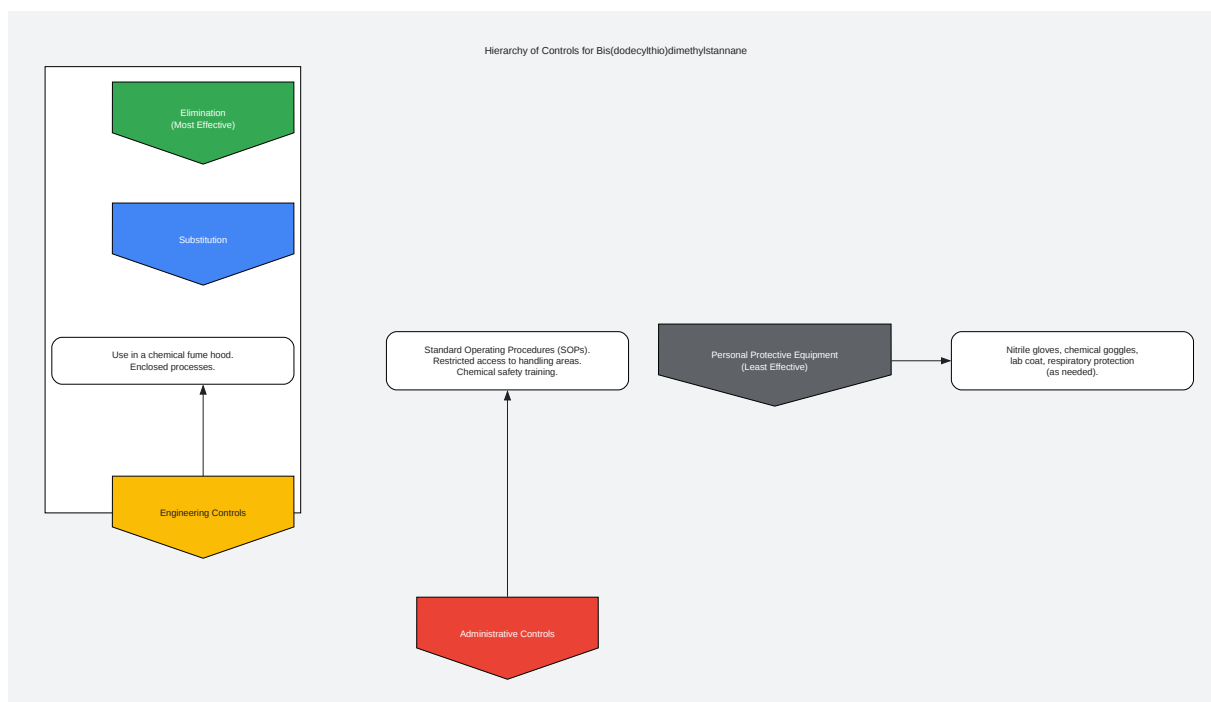 Hierarchy of Controls for Bis(dodecylthio)dimethylstannane
Elimination
(Most Effective)
Substitution
Use in a chemical fume hood.
Enclosed processes.
Engineering Controls
Standard Operating Procedures (SOPs).
Restricted access to handling areas.
Chemical safety training.
Administrative Controls
Personal Protective Equipment
(Least Effective)
Nitrile gloves, chemical goggles,
lab coat, respiratory protection
(as needed).